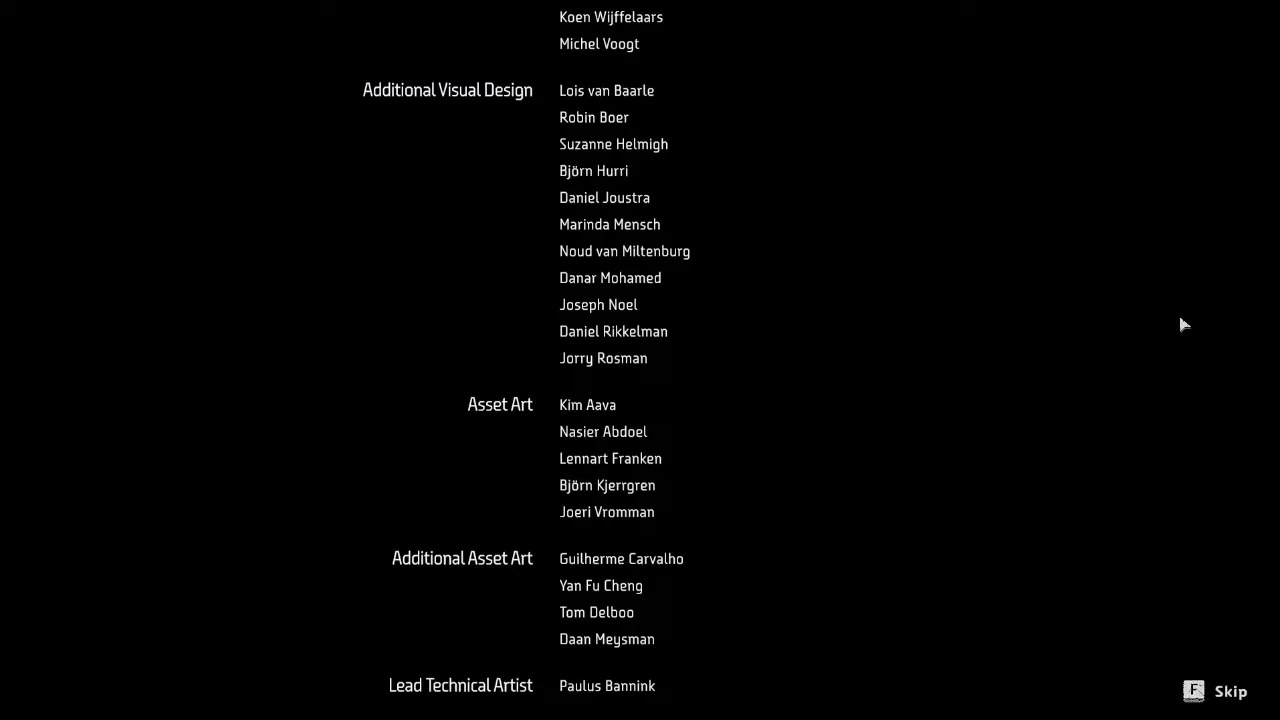 Koen Wijffelaars
Michel Voogt
Additional Visual Design Lois van Baarle
Robin Boer
Suzanne Helmigh
Björn Hurri
Daniel Joustra
Marinda Mensch
Noud van Miltenburg
Danar Mohamed
Joseph Noel
Daniel Rikkelman
Jorry Rosman
Asset Art Kim Aava
Nasier Abdoel
Lennart Franken
Björn Kjerrgren
Joeri Vromman
Additional Asset Art Guilherme Carvalho
Yan Fu Cheng
Tom Delboo
Daan Meysman
Lead Technical Artist Paulus Bannink
F Skip